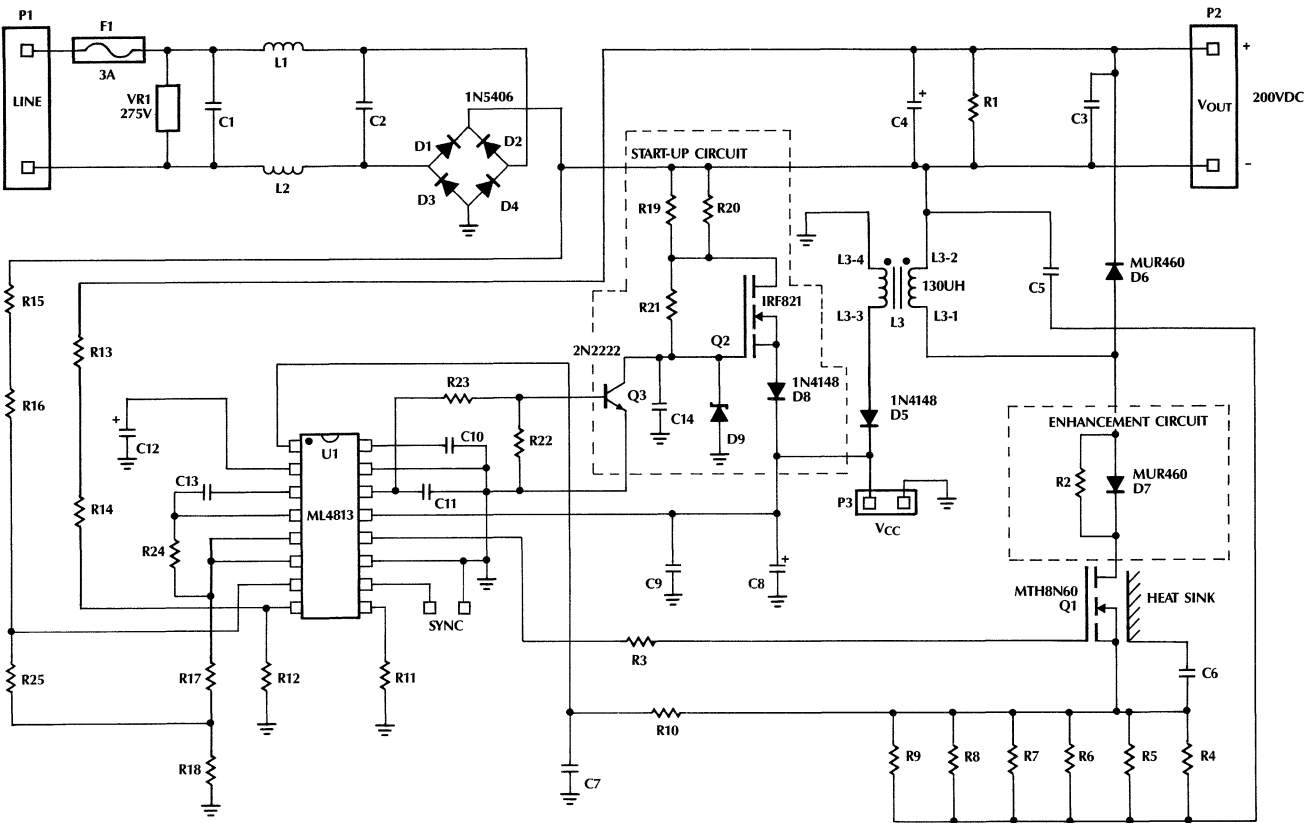 P1
F1
3A
LINE
VR1
275V
C1
L1
L2
C2
1N5406
D1
D2
D3
D4
START-UP CIRCUIT
R19
R20
R21
IRF821
Q2
2N2222
Q3
C14
D9
1N4148
D8
P2
+
VOUT
200VDC
–
C4
+
R1
C3
L3-4
L3-2
130UH
L3-3
L3
L3-1
C5
MUR460
D6
1N4148
D5
P3
VCC
ENHANCEMENT CIRCUIT
R2
MUR460
D7
MTH8N60
Q1
HEAT SINK
C6
R15
R13
R16
R14
+
C12
C13
R24
U1
ML4813
C10
C11
R23
R22
C9
C8
+
SYNC
R3
R25
R17
R12
R11
R18
R10
C7
R9
R8
R7
R6
R5
R4